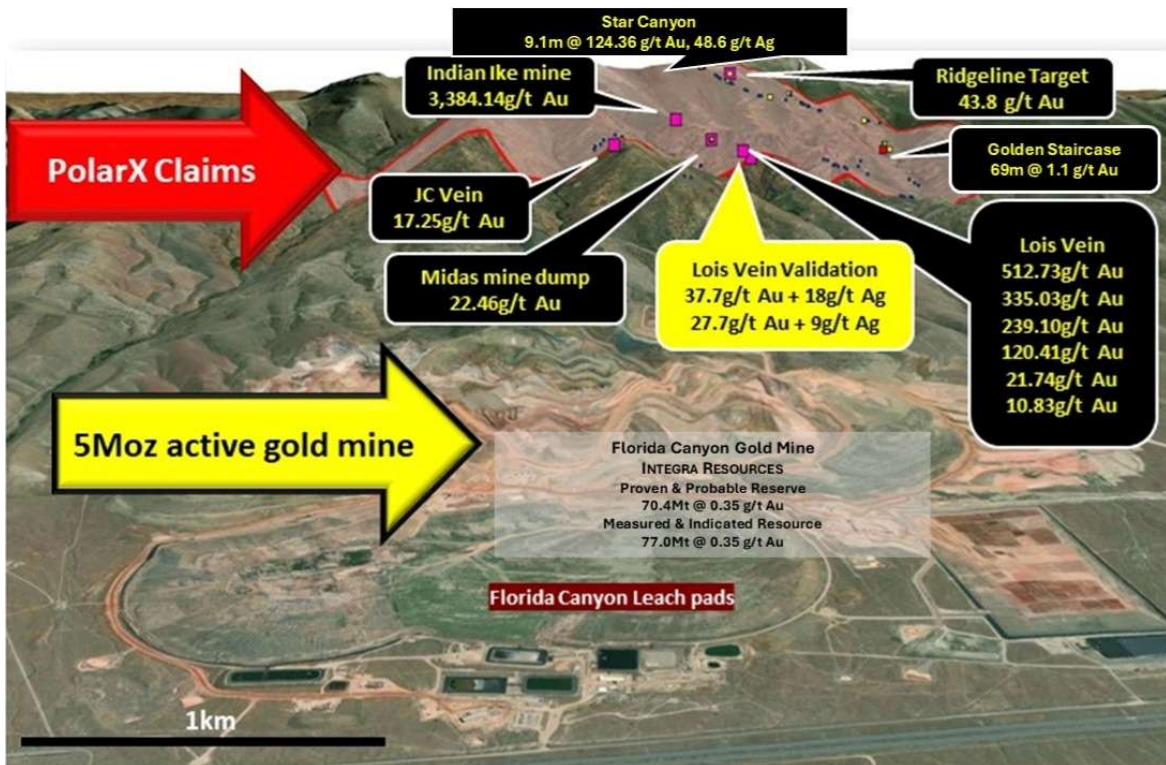 Star Canyon
9.1m @ 124.36 g/t Au, 48.6 g/t Ag
Indian Ike mine
3,384.14g/t Au
Ridgeline Target
43.8 g/t Au
PolarX Claims
Golden Staircase
69m @ 1.1 g/t Au
JC Vein
17.25g/t Au
Midas mine dump
22.46g/t Au
Lois Vein Validation
37.7g/t Au + 18g/t Ag
27.7g/t Au + 9g/t Ag
Lois Vein
512.73g/t Au
335.03g/t Au
239.10g/t Au
120.41g/t Au
21.74g/t Au
10.83g/t Au
5Moz active gold mine
Florida Canyon Gold Mine
INTEGRA RESOURCES
Proven & Probable Reserve
70.4Mt @ 0.35 g/t Au
Measured & Indicated Resource
77.0Mt @ 0.35 g/t Au
Florida Canyon Leach pads
1km